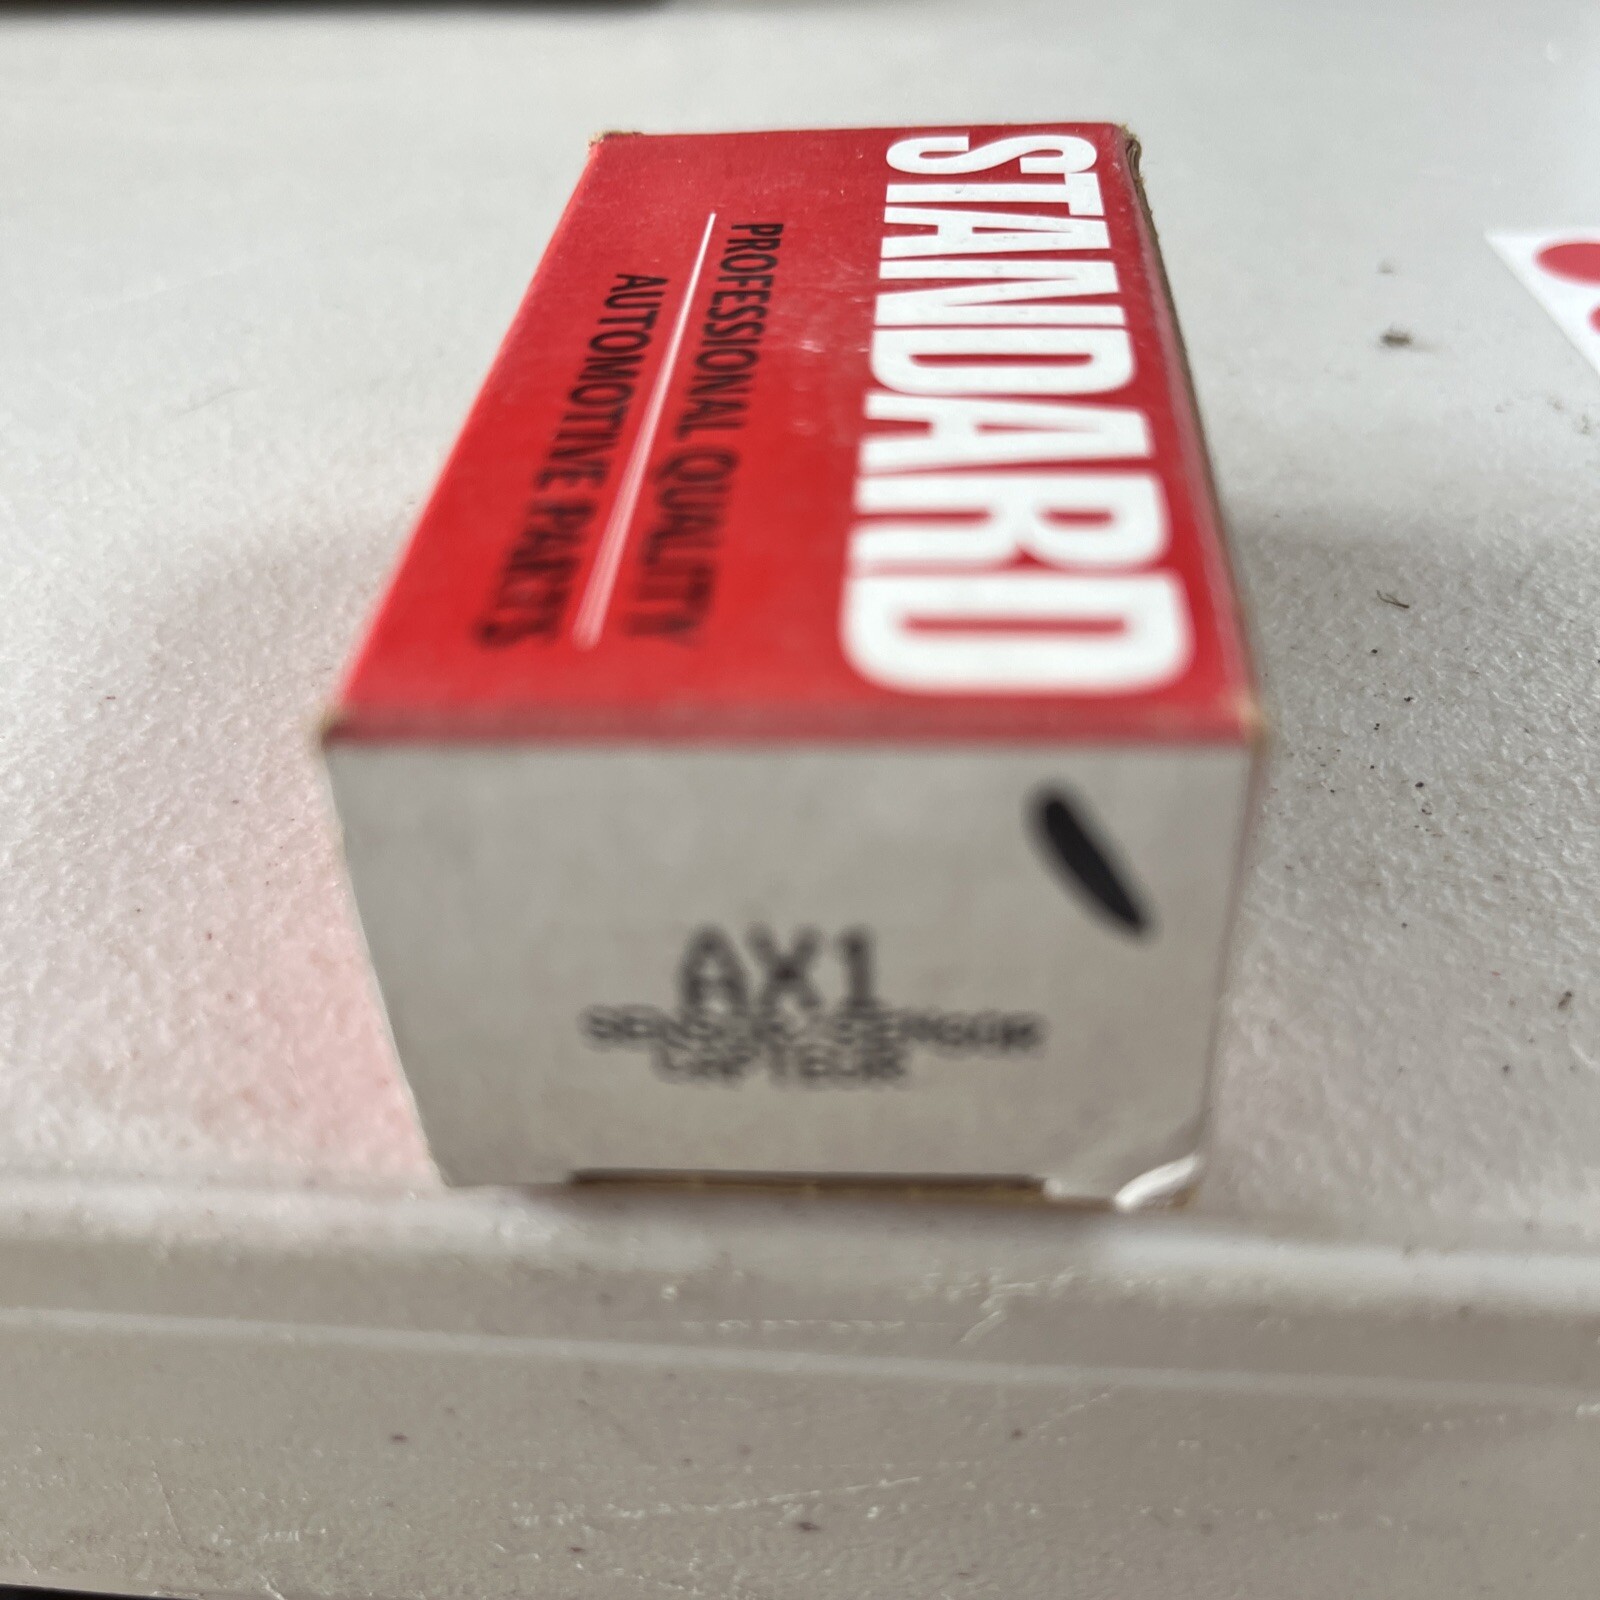 STANDARD
PROFESSIONAL QUALITY
AUTOMOTIVE PARTS
AX1
SENSOR/SENSOR
CAPTEUR